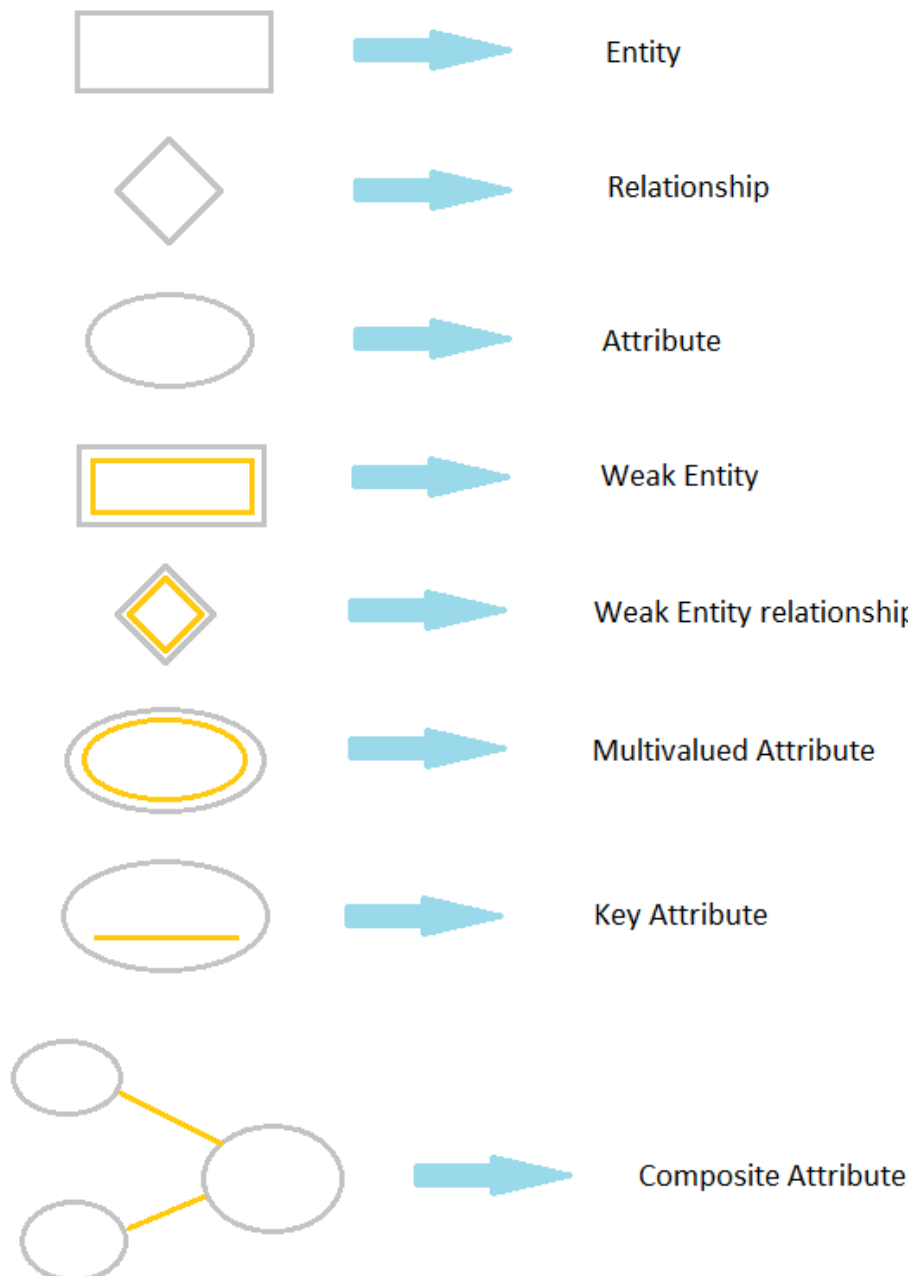 Entity
Relationship
Attribute
Weak Entity
Weak Entity relationship
Multivalued Attribute
Key Attribute
Composite Attribute